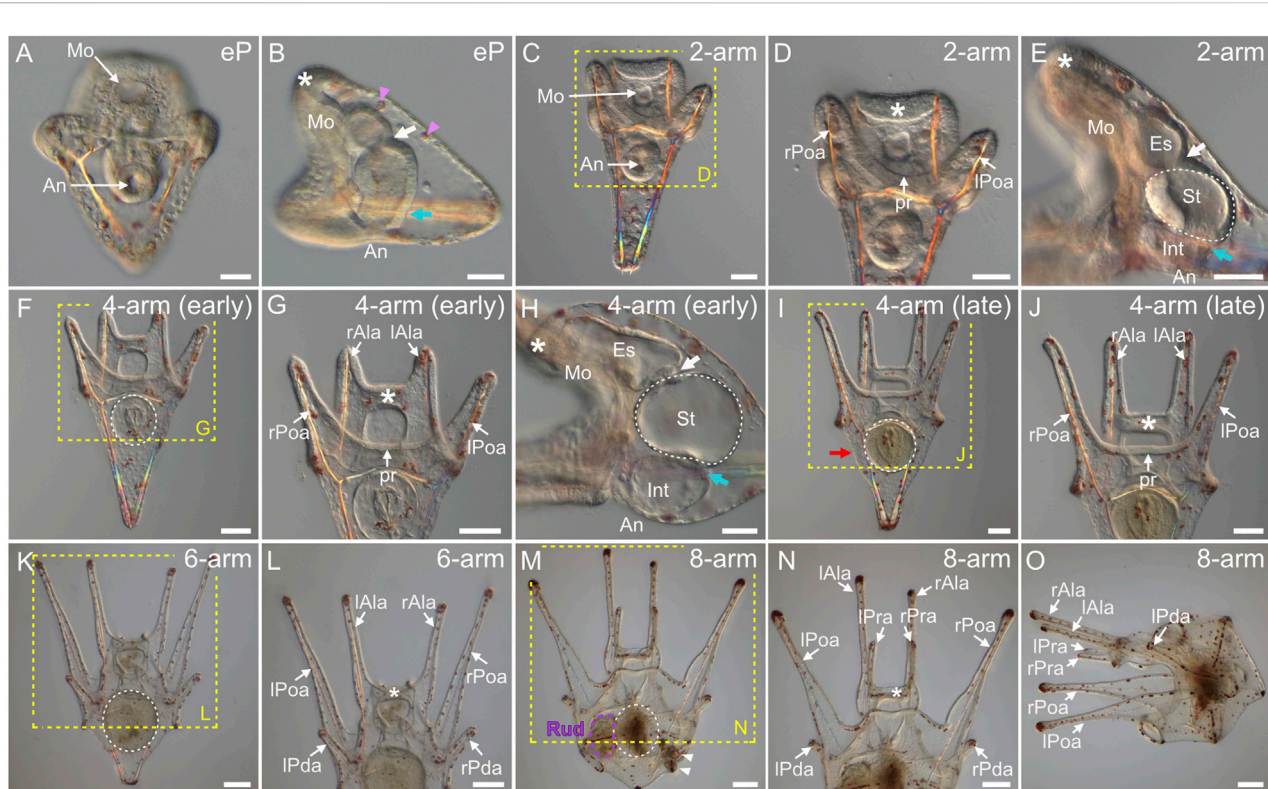 A
eP
Mo
An
B
eP
*
Mo
An
C
2-arm
Mo
An
D
D
2-arm
*
rPoa
lPoa
pr
E
2-arm
*
Mo
Es
St
Int
An
F
4-arm (early)
G
G
4-arm (early)
rAla lAla
*
rPoa
lPoa
pr
H
4-arm (early)
*
Es
Mo
St
Int
An
I
4-arm (late)
J
J
4-arm (late)
rAla lAla
*
rPoa
lPoa
pr
K
6-arm
L
L
6-arm
lAla
rAla
lPoa
rPoa
*
lPda
rPda
M
8-arm
Rud
N
N
8-arm
lAla
rAla
lPra
rPra
lPoa
rPoa
*
lPda
rPda
O
8-arm
rAla
lAla
lPda
lPra
rPra
rPoa
lPoa